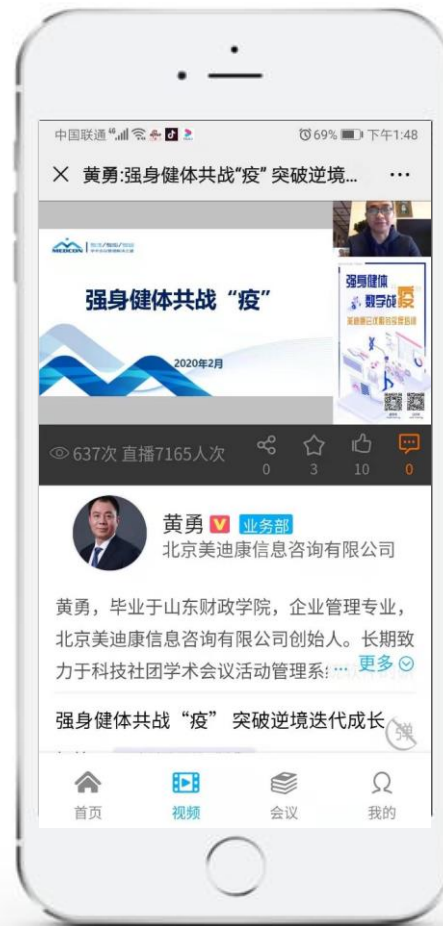 中国联通 69% 下午1:48
黄勇:强身健体共战“疫” 突破逆境...
MEDCON
强身健体共战“疫”
2020年2月
强身健体
数字战疫
637次 直播7165人次
0 3 10 0
黄勇 V 业务部
北京美迪康信息咨询有限公司
黄勇，毕业于山东财政学院，企业管理专业，
北京美迪康信息咨询有限公司创始人。长期致
力于科技社团学术会议活动管理系... 更多
强身健体共战“疫” 突破逆境迭代成长
弹
首页 视频 会议 我的